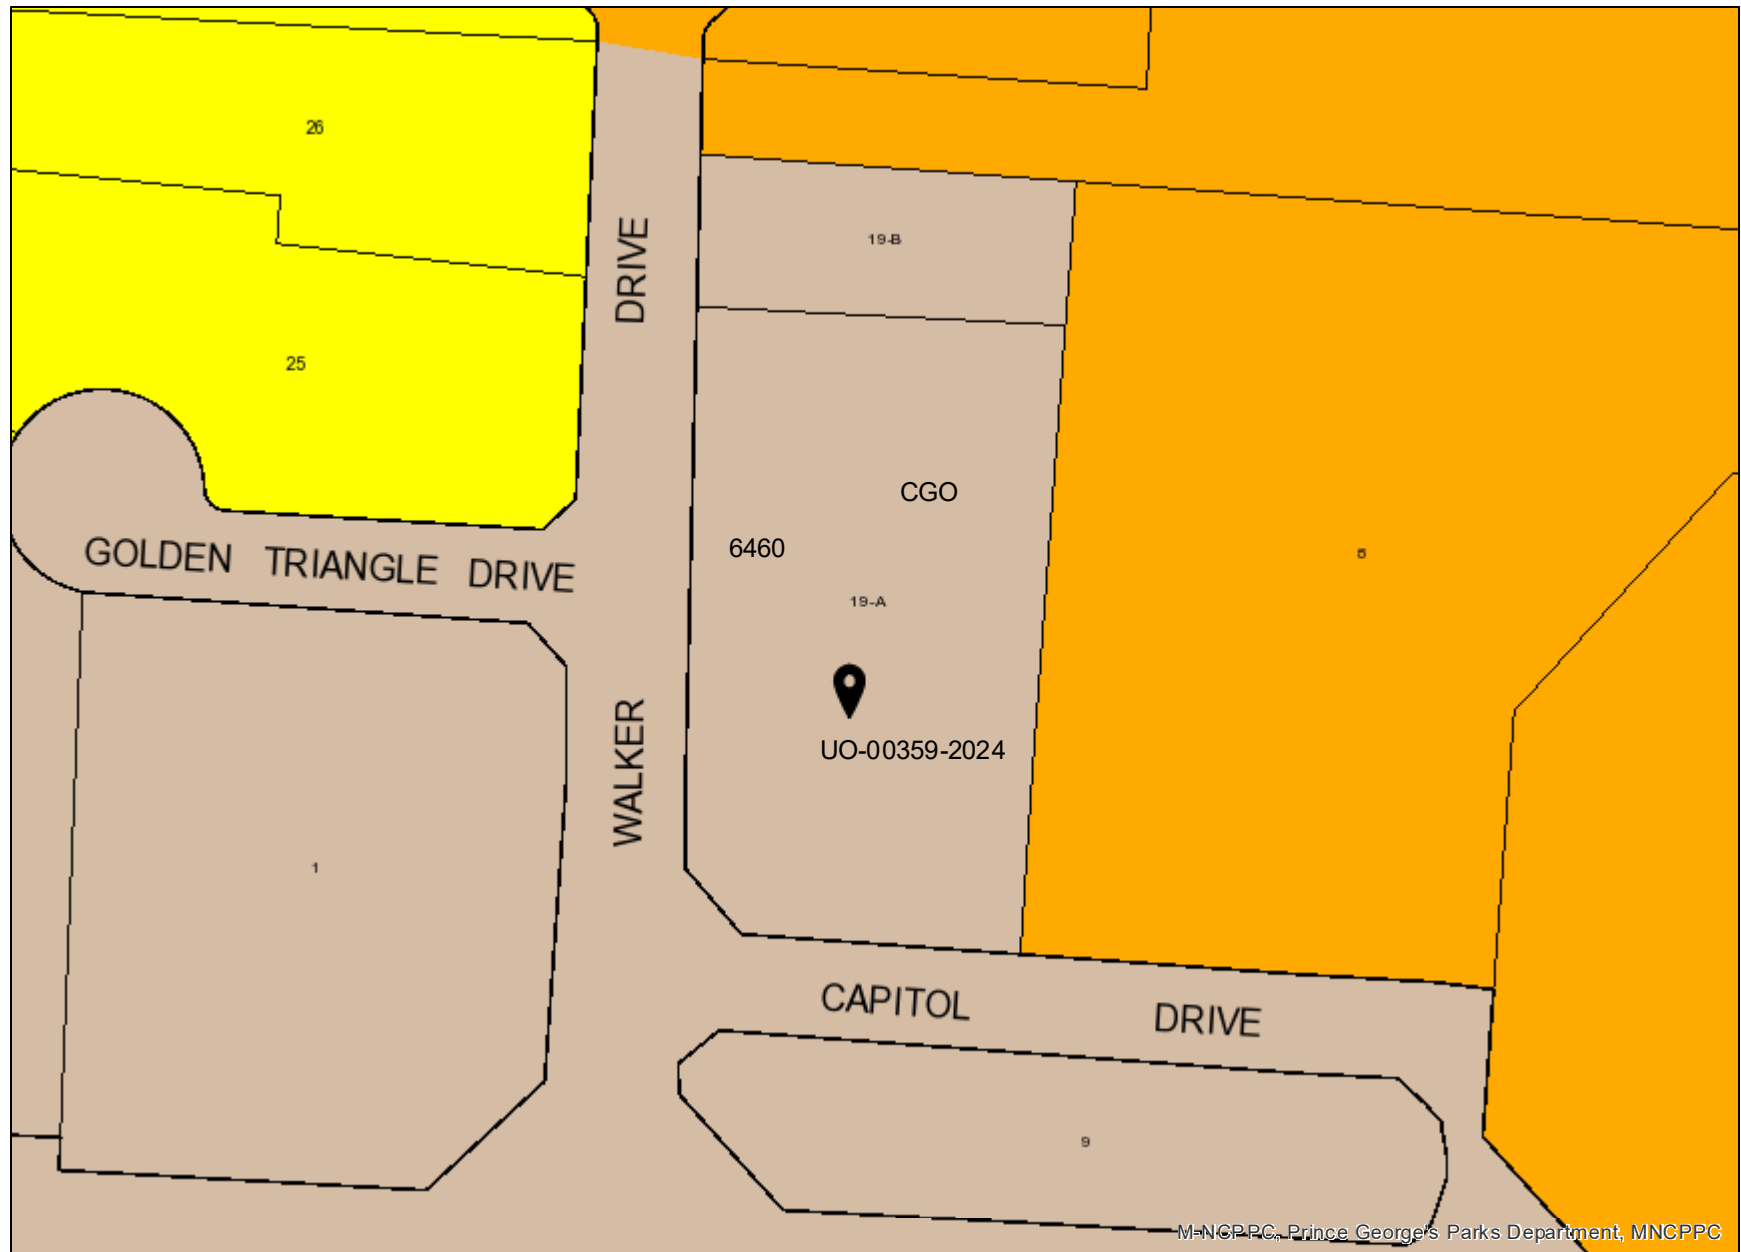 26
DRIVE
19-B
25
CGO
6460
GOLDEN TRIANGLE DRIVE
19-A
WALKER
UO-00359-2024
1
CAPITOL DRIVE
9
M-NCPPC, Prince George's Parks Department, MNCPPC